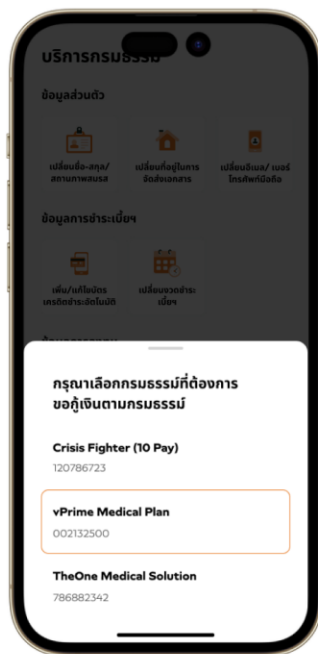 บริการกรมธรรม์
ข้อมูลส่วนตัว
เปลี่ยนชื่อ-สกุล/
สถานภาพสมรส
เปลี่ยนที่อยู่ในการ
จัดส่งเอกสาร
เปลี่ยนอีเมล/ เบอร์
โทรศัพท์มือถือ
ข้อมูลการชำระเบี้ยฯ
เพิ่ม/แก้ไขบัตร
เครดิตชำระอัตโนมัติ
เปลี่ยนงวดชำระ
เบี้ยฯ
กรุณาเลือกกรมธรรม์ที่ต้องการ
ขอกู้เงินตามกรมธรรม์
Crisis Fighter (10 Pay)
120786723
vPrime Medical Plan
002132500
TheOne Medical Solution
786882342